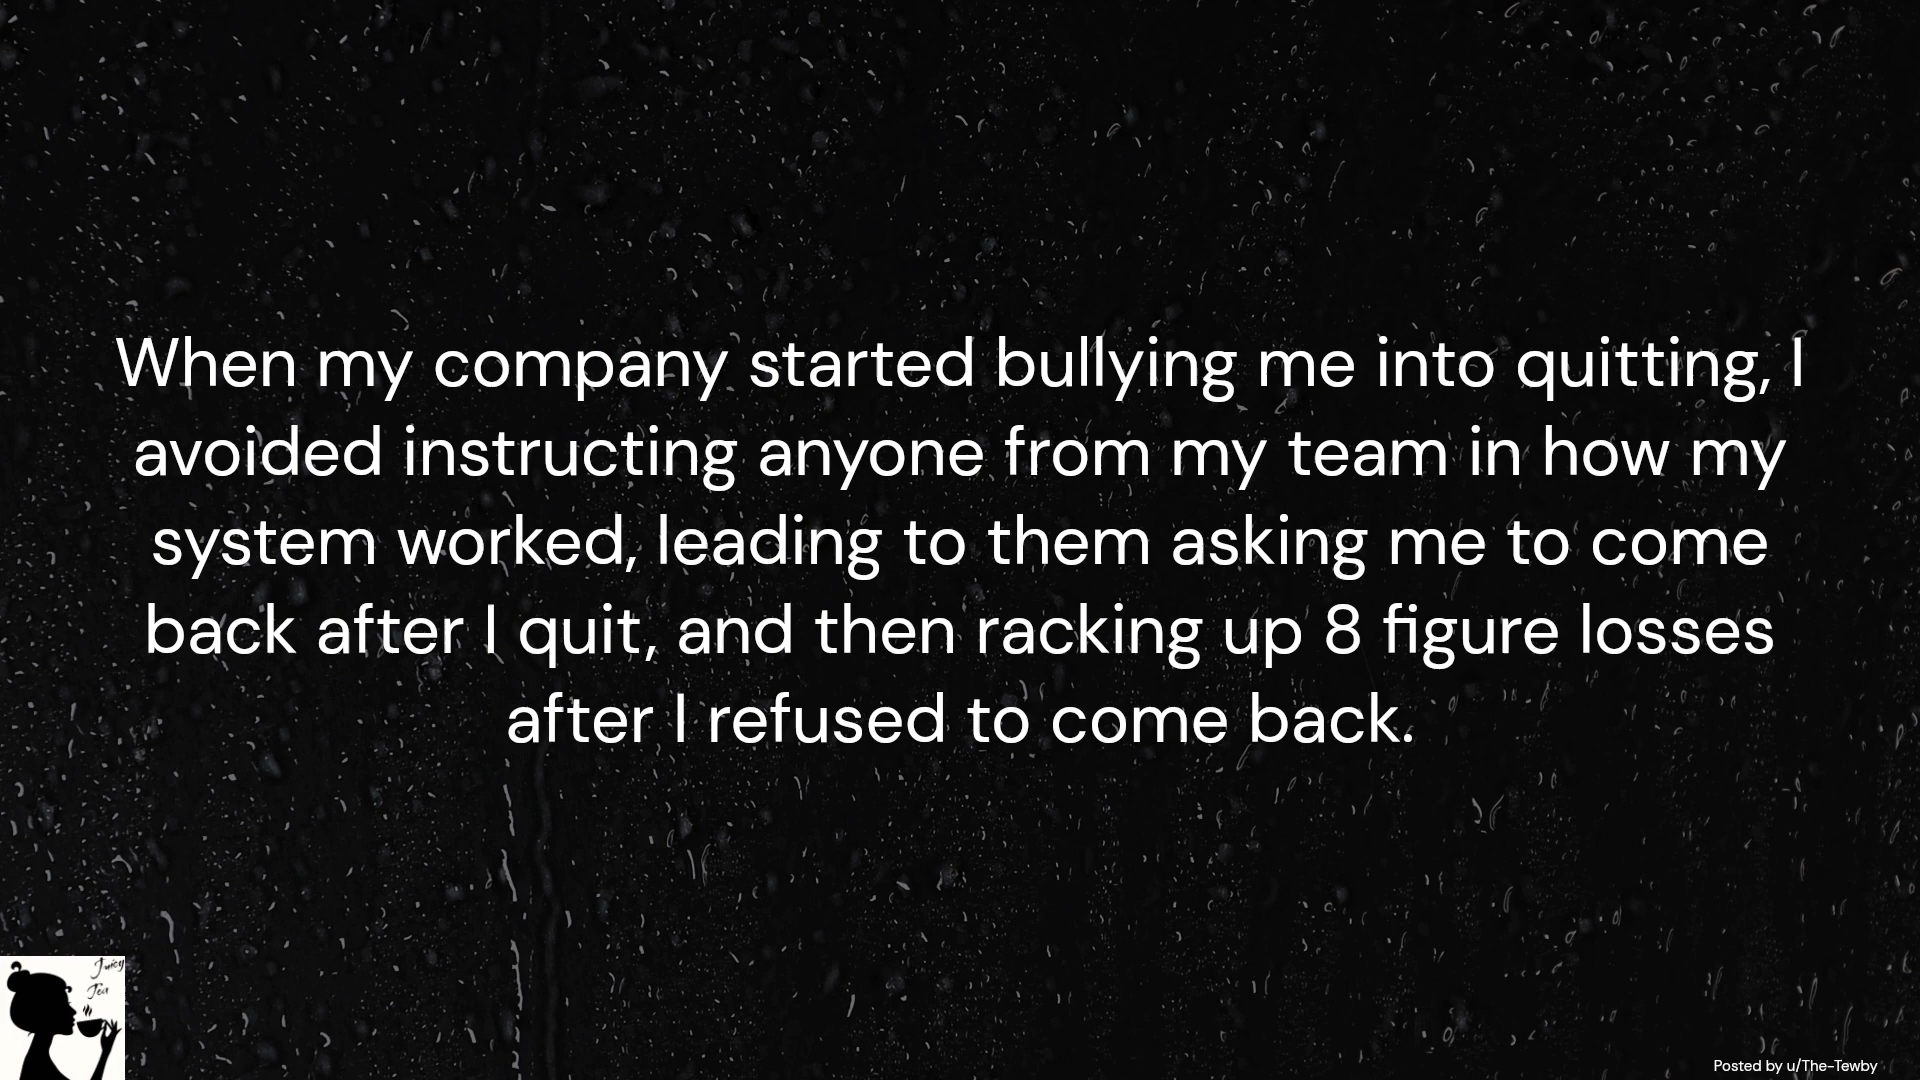 When my company started bullying me into quitting, I
avoided instructing anyone from my team in how my
system worked, leading to them asking me to come
back after I quit, and then racking up 8 figure losses
after I refused to come back.
Juicy
Tea
Posted by u/The-Tewby